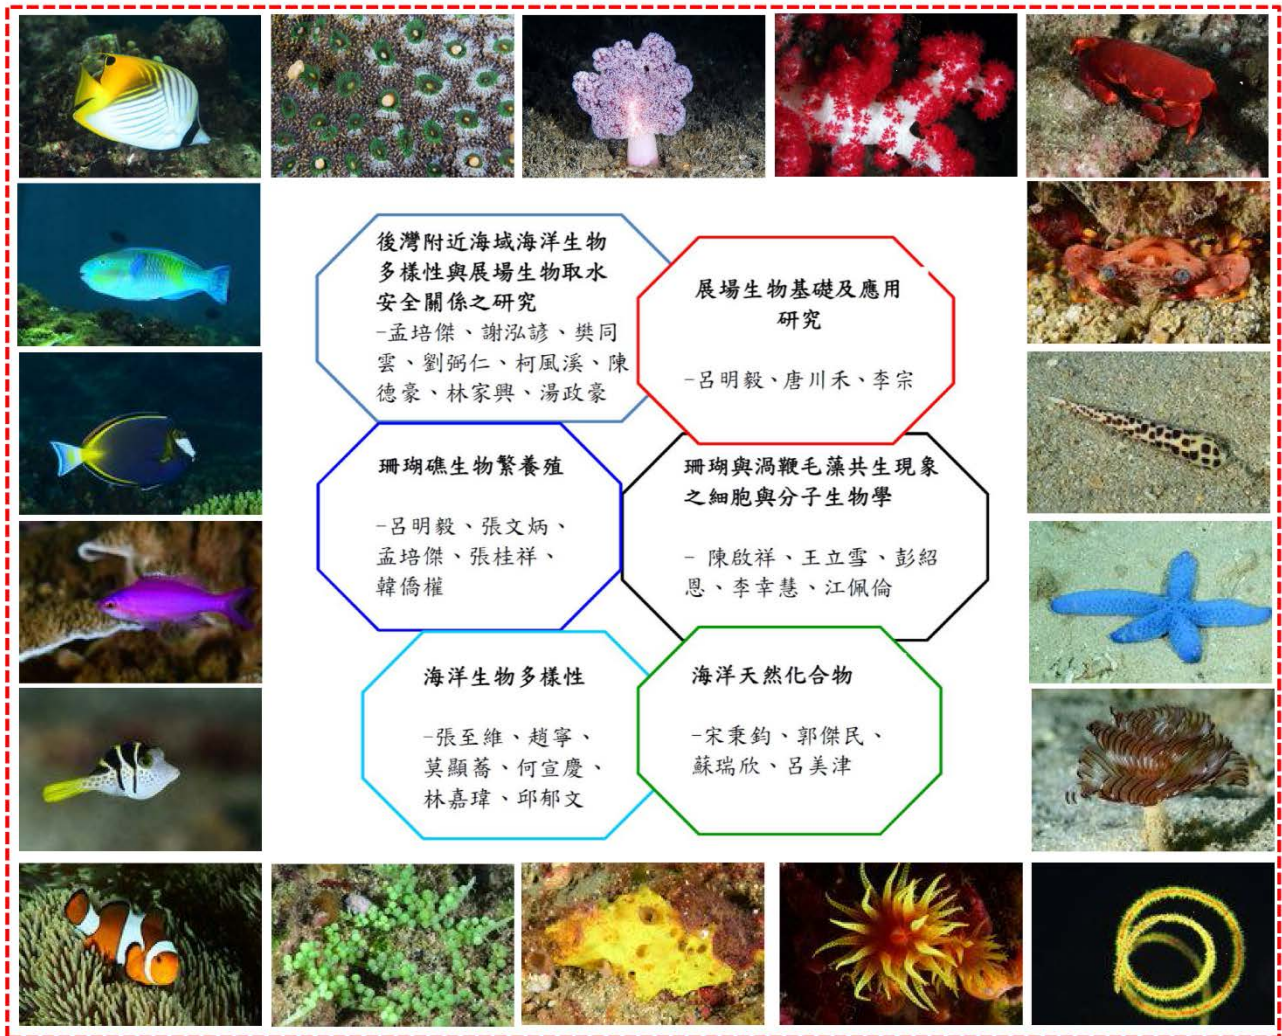 後灣附近海域海洋生物
多樣性與展場生物取水
安全關係之研究
-孟培傑、謝泓諺、樊同
雲、劉弼仁、柯風溪、陳
德豪、林家興、湯政豪
展場生物基礎及應用
研究
-呂明毅、唐川禾、李宗
珊瑚礁生物繁養殖
-呂明毅、張文炳、
孟培傑、張桂祥、
韓僑權
珊瑚與渦鞭毛藻共生現象
之細胞與分子生物學
- 陳啟祥、王立雪、彭紹
恩、李幸慧、江佩倫
海洋生物多樣性
-張至維、趙寧、
莫顯蕎、何宣慶、
林嘉瑋、邱郁文
海洋天然化合物
-宋秉鈞、郭傑民、
蘇瑞欣、呂美津